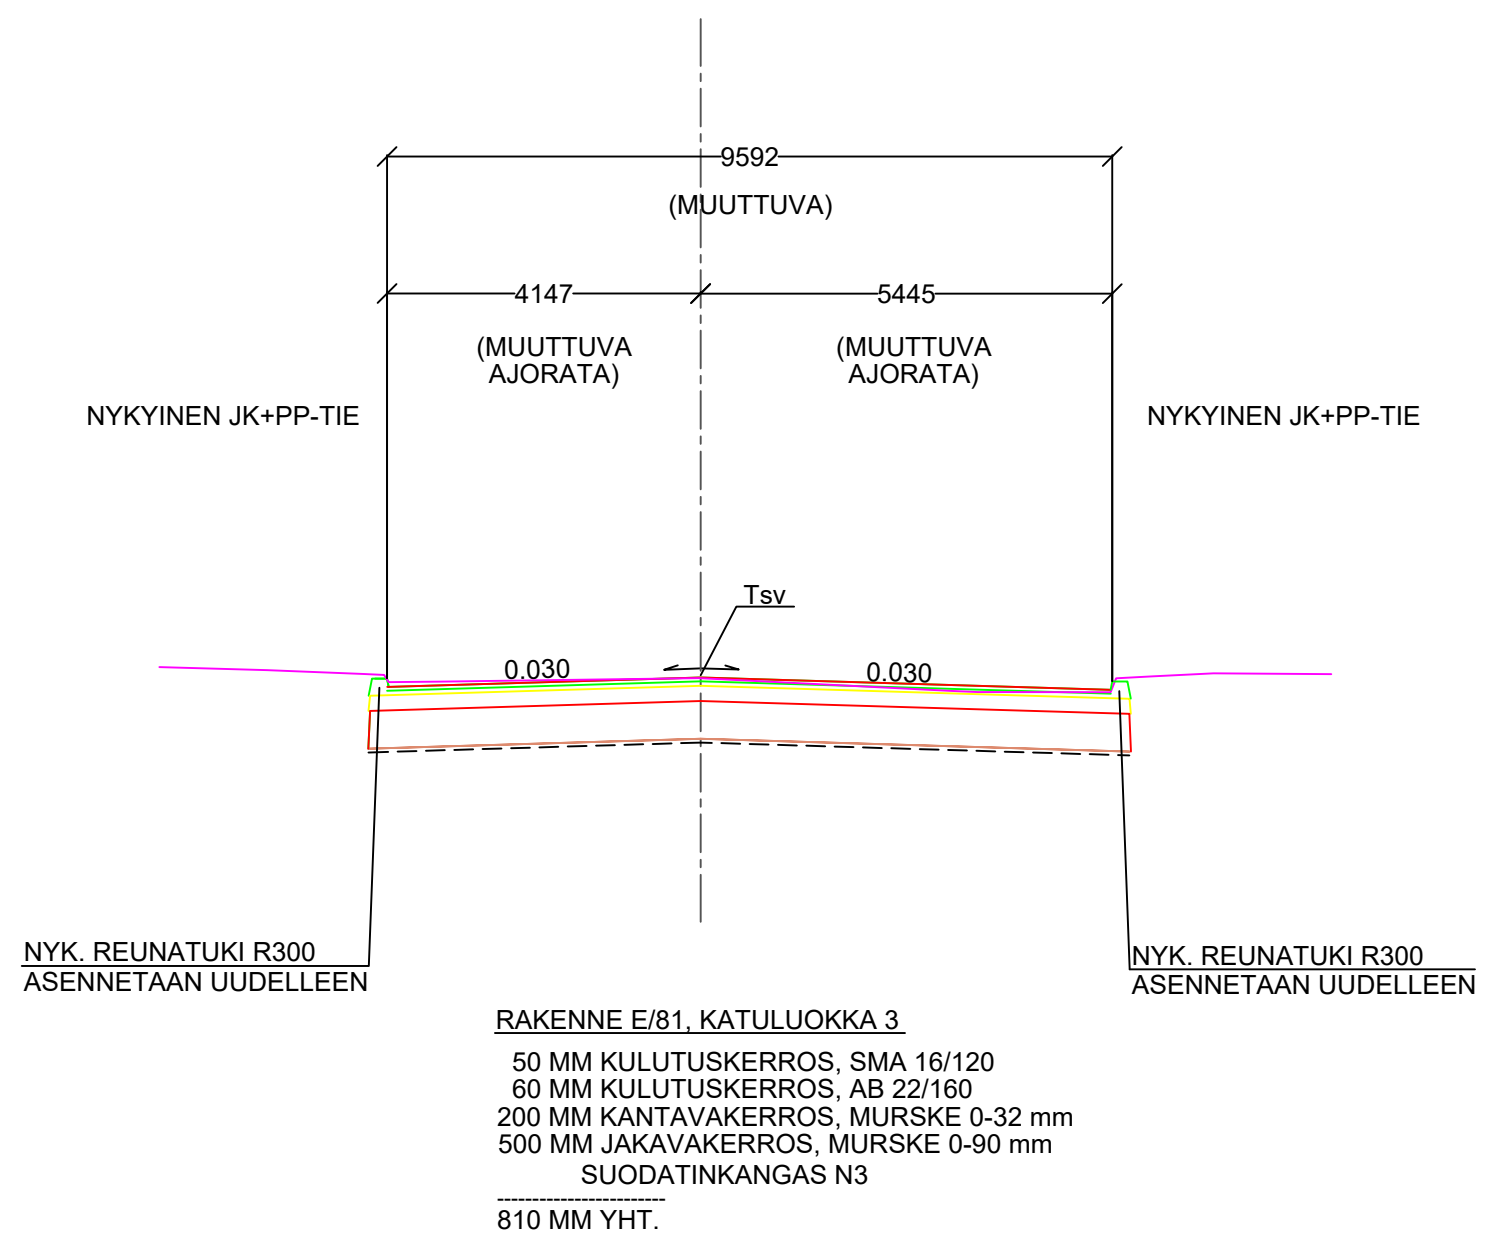 9592
(MUUTTUVA)
4147
5445
(MUUTTUVA
AJORATA)
(MUUTTUVA
AJORATA)
NYKYINEN JK+PP-TIE
NYKYINEN JK+PP-TIE
Tsv
0.030
0.030
NYK. REUNATUKI R300
ASENNETAAN UUDELLEEN
NYK. REUNATUKI R300
ASENNETAAN UUDELLEEN
RAKENNE E/81, KATULUOKKA 3
50 MM KULUTUSKERROS, SMA 16/120
60 MM KULUTUSKERROS, AB 22/160
200 MM KANTAVAKERROS, MURSKE 0-32 mm
500 MM JAKAVAKERROS, MURSKE 0-90 mm
SUODATINKANGAS N3
------------------------
810 MM YHT.